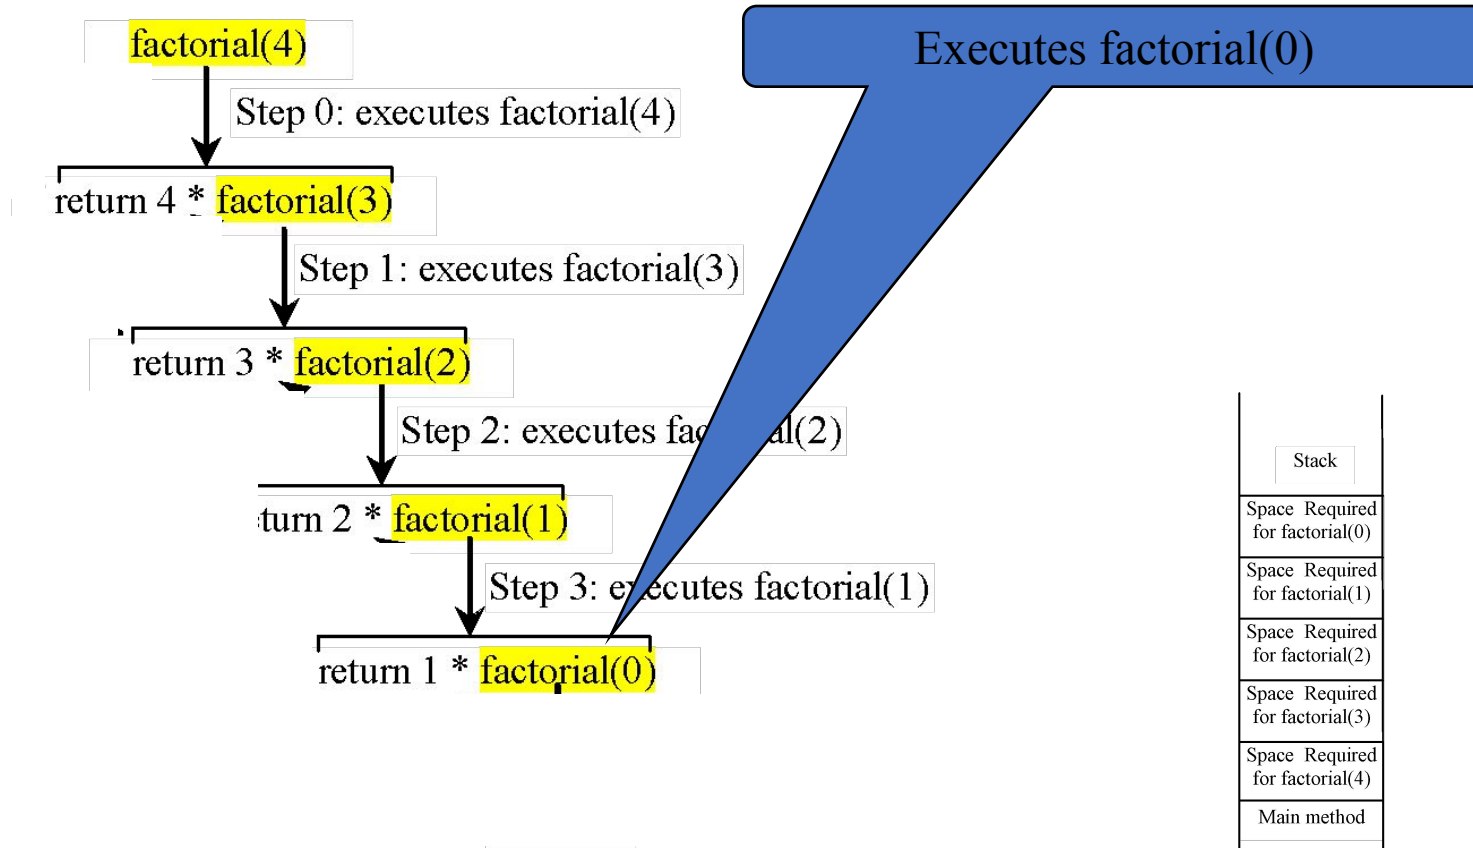 factorial(4)
Executes factorial(0)
Step 0: executes factorial(4)
return 4 * factorial(3)
Step 1: executes factorial(3)
return 3 * factorial(2)
Step 2: executes fac al(2)
turn 2 * factorial(1)
Step 3: executes factorial(1)
return 1 * factorial(0)
Stack
Space Required
for factorial(0)
Space Required
for factorial(1)
Space Required
for factorial(2)
Space Required
for factorial(3)
Space Required
for factorial(4)
Main method